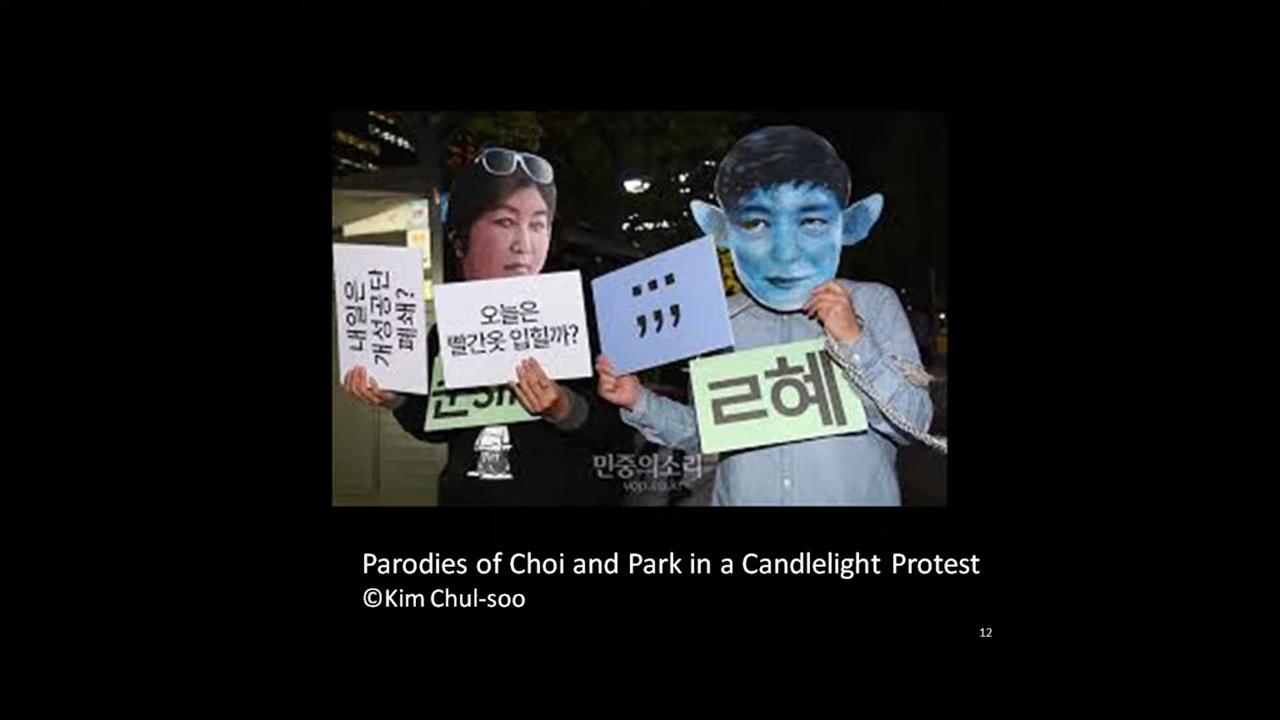 내일은
개성공단
폐쇄?
오늘은
빨간옷 입힐까?
...
,,,
ㄹ혜
민중의소리
vop.co.kr
Parodies of Choi and Park in a Candlelight Protest
©Kim Chul-soo
12